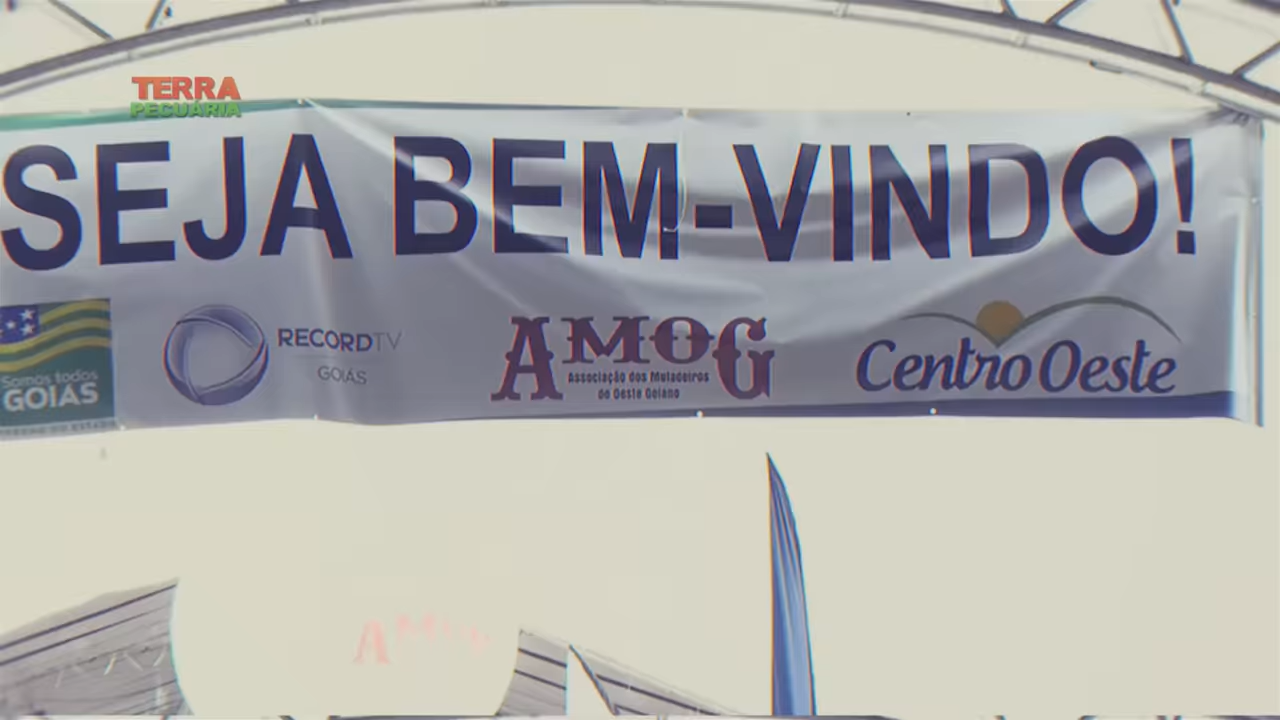 TERRA
PECUÁRIA
SEJA BEM-VINDO!
Somos todos
GOIÁS
RECORDTV
GOIÁS
AMOG
Associação dos Muladeiros
do Oeste Goiano
Centro Oeste